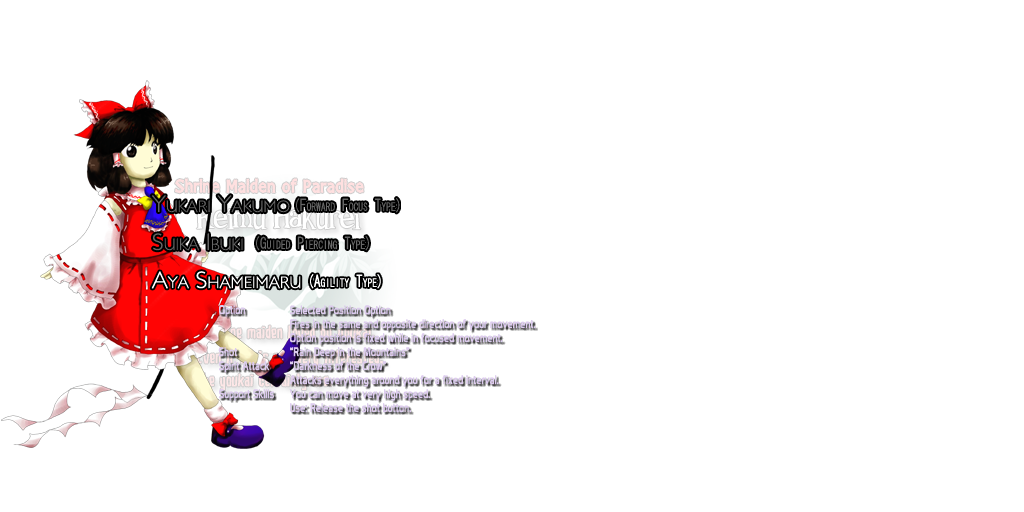 Shrine Maiden of Paradise
Yukari Yakumo (Forward Focus Type)
Reimu Hakurei
Suika Ibuki (Guided Piercing Type)
Aya Shameimaru (Agility Type)
Option Selected Position Option
Fires in the same and opposite direction of your movement.
Option position is fixed while in focused movement.
Shot "Rain Deep in the Mountains"
Spirit Attack "Darkness of the Crow"
Attacks everything around you for a fixed interval.
Support Skills You can move at very high speed.
Use: Release the shot button.